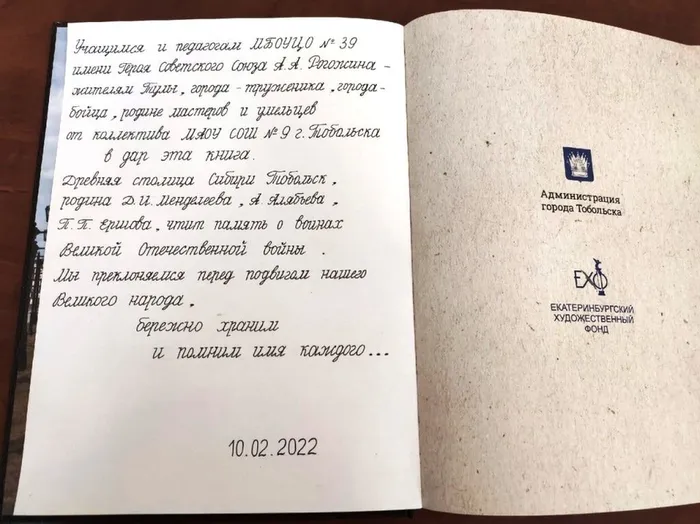 Учащимся и педагогам МБОУЦО № 39
имени Героя Советского Союза А.А. Рогожина -
жителям Тулы, города - труженика, города-
бойца, родине мастеров и умельцев
от коллектива МАОУ СОШ № 9 г. Тобольска
в дар эта книга.
Древняя столица Сибири Тобольск,
родина Д.И. Менделеева, А. Алябьева,
П.П. Ершова, чтит память о воинах
Великой Отечественной войны.
Мы преклоняемся перед подвигом нашего
Великого народа,
бережно храним
и помним имя каждого...
10.02.2022
Администрация
города Тобольска
ЕХФ
ЕКАТЕРИНБУРГСКИЙ
ХУДОЖЕСТВЕННЫЙ
ФОНД